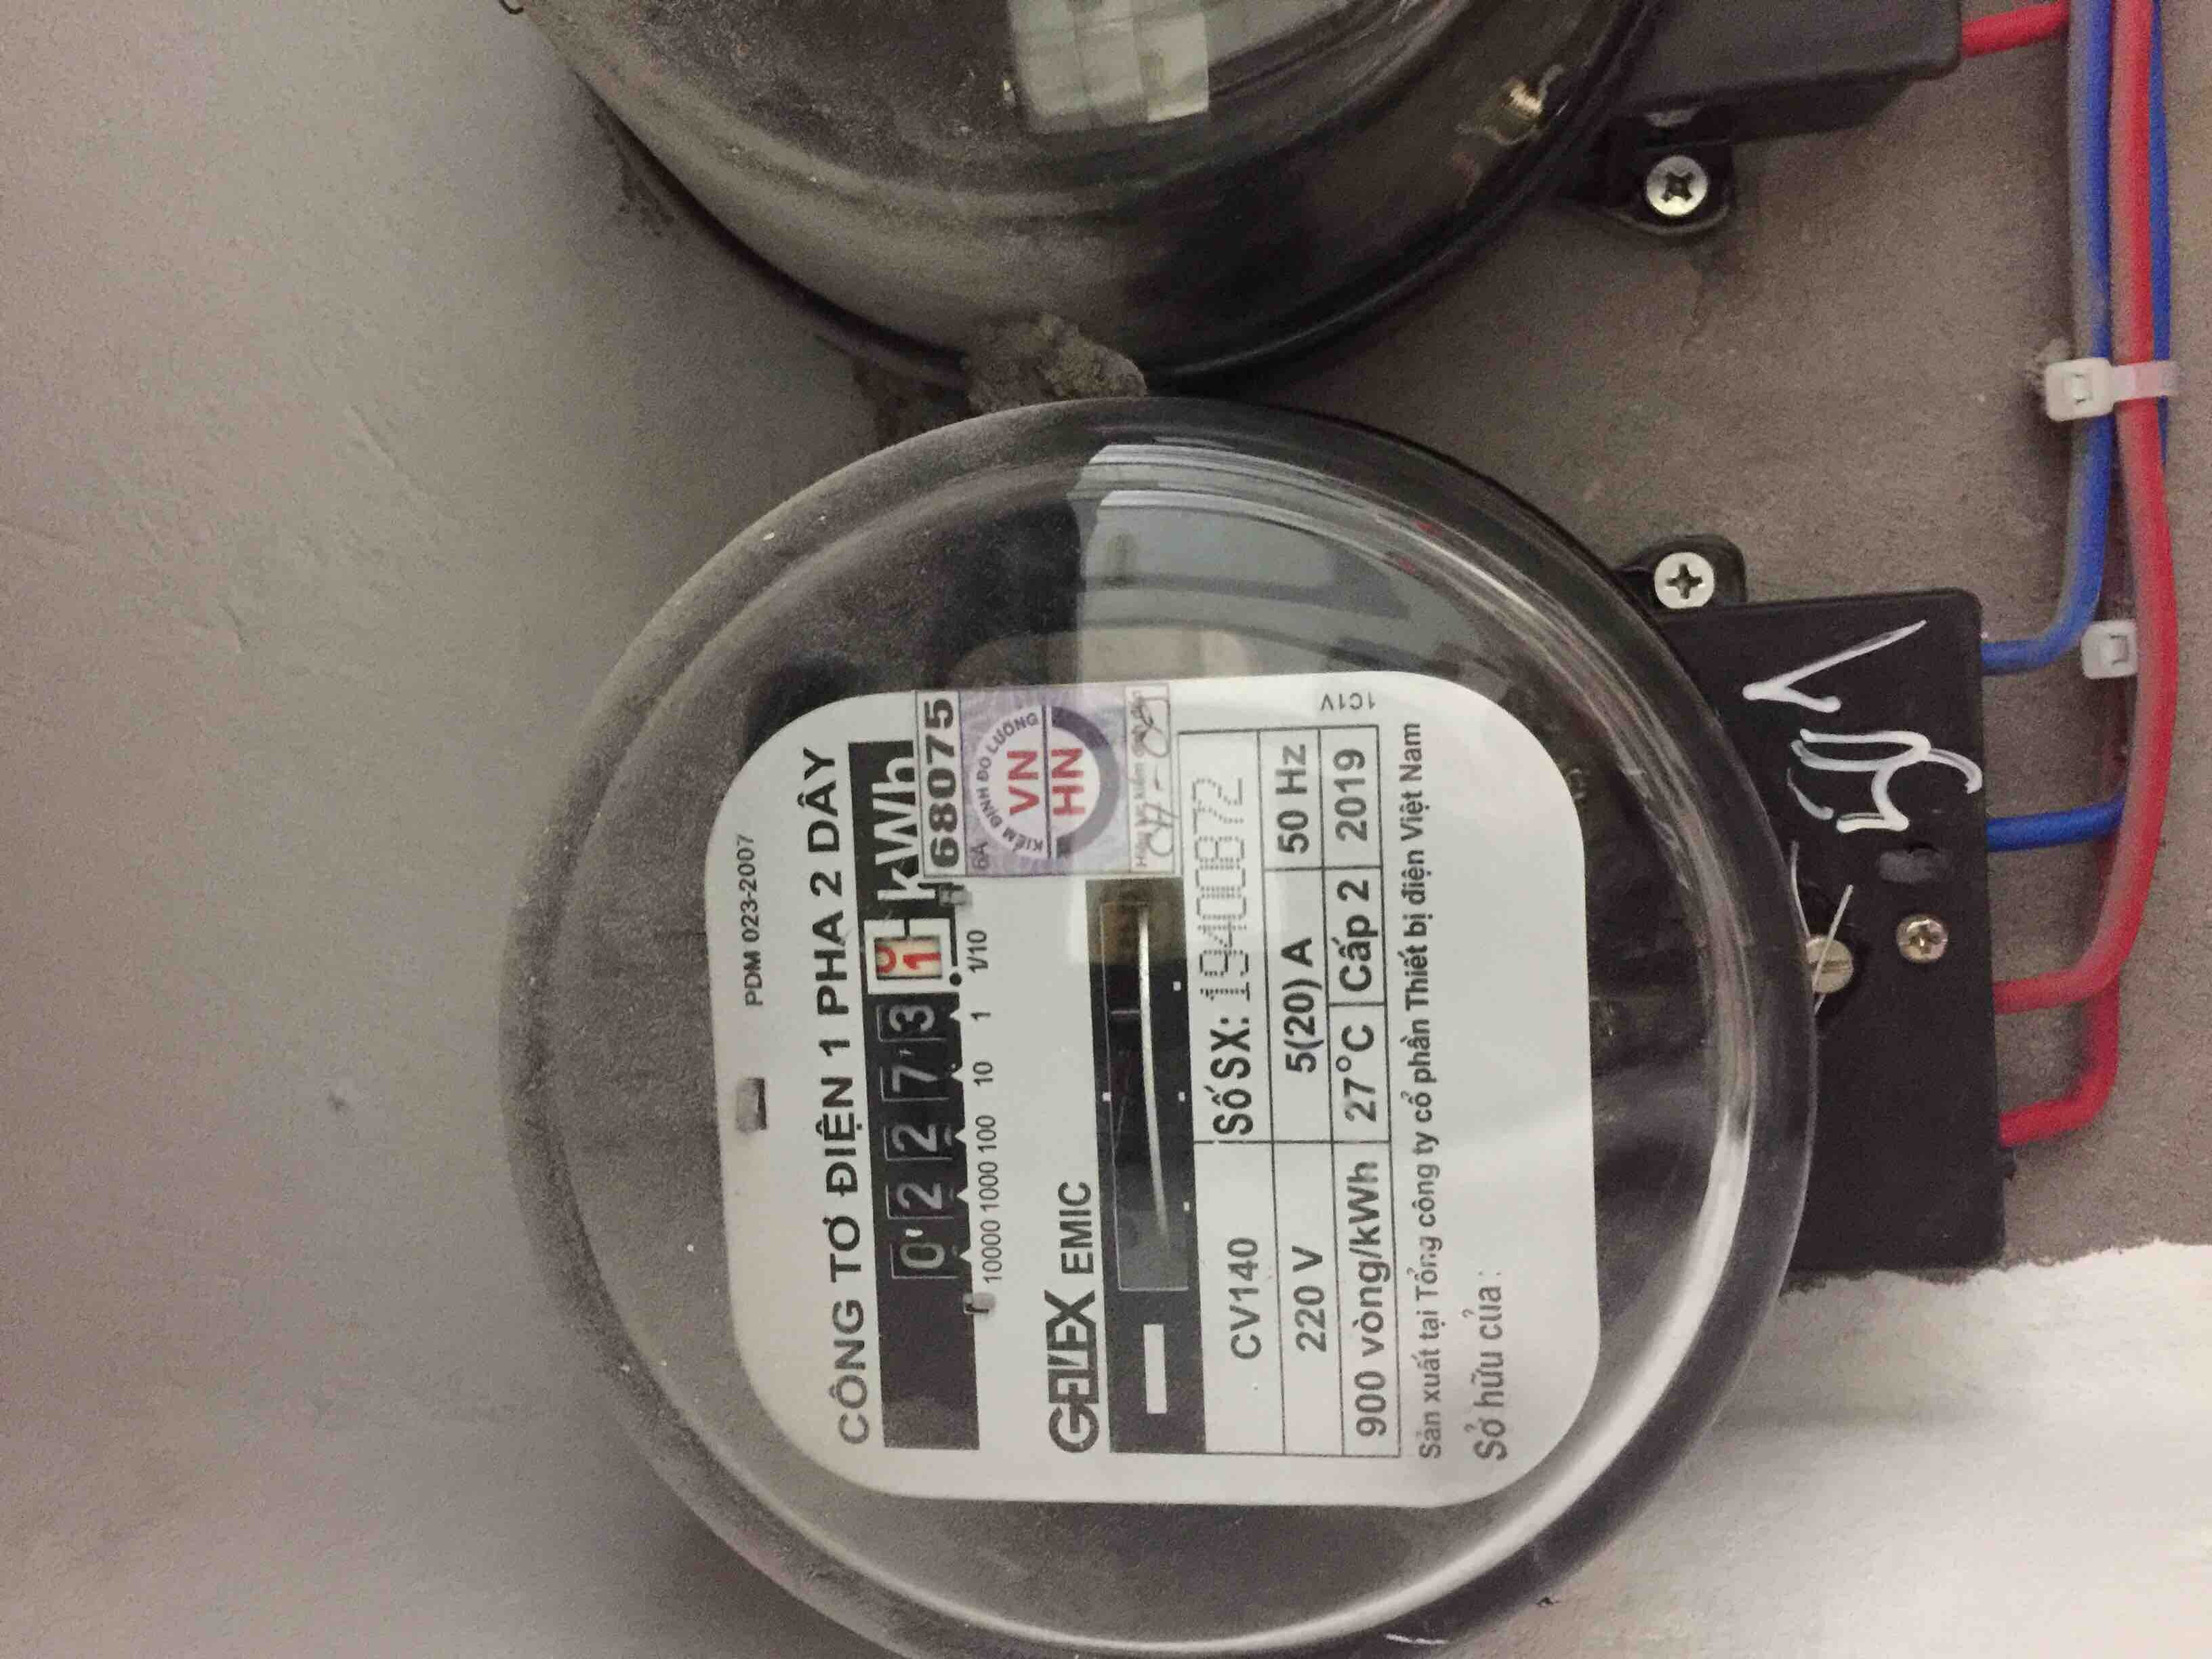 PDM 023-2007
CÔNG TƠ ĐIỆN 1 PHA 2 DÂY
0 2 2 7 3 1 kWh
10000 1000 100 10 1 1/10
68075
6A
KIỂM ĐỊNH ĐO LƯỜNG
VN
HN
GELEX EMIC
CV140
Số SX: 19400872
220 V
5(20) A
50 Hz
900 vòng/kWh
27°C
Cấp 2
2019
1C1V
Sản xuất tại Tổng công ty cổ phần Thiết bị điện Việt Nam
Sở hữu của: